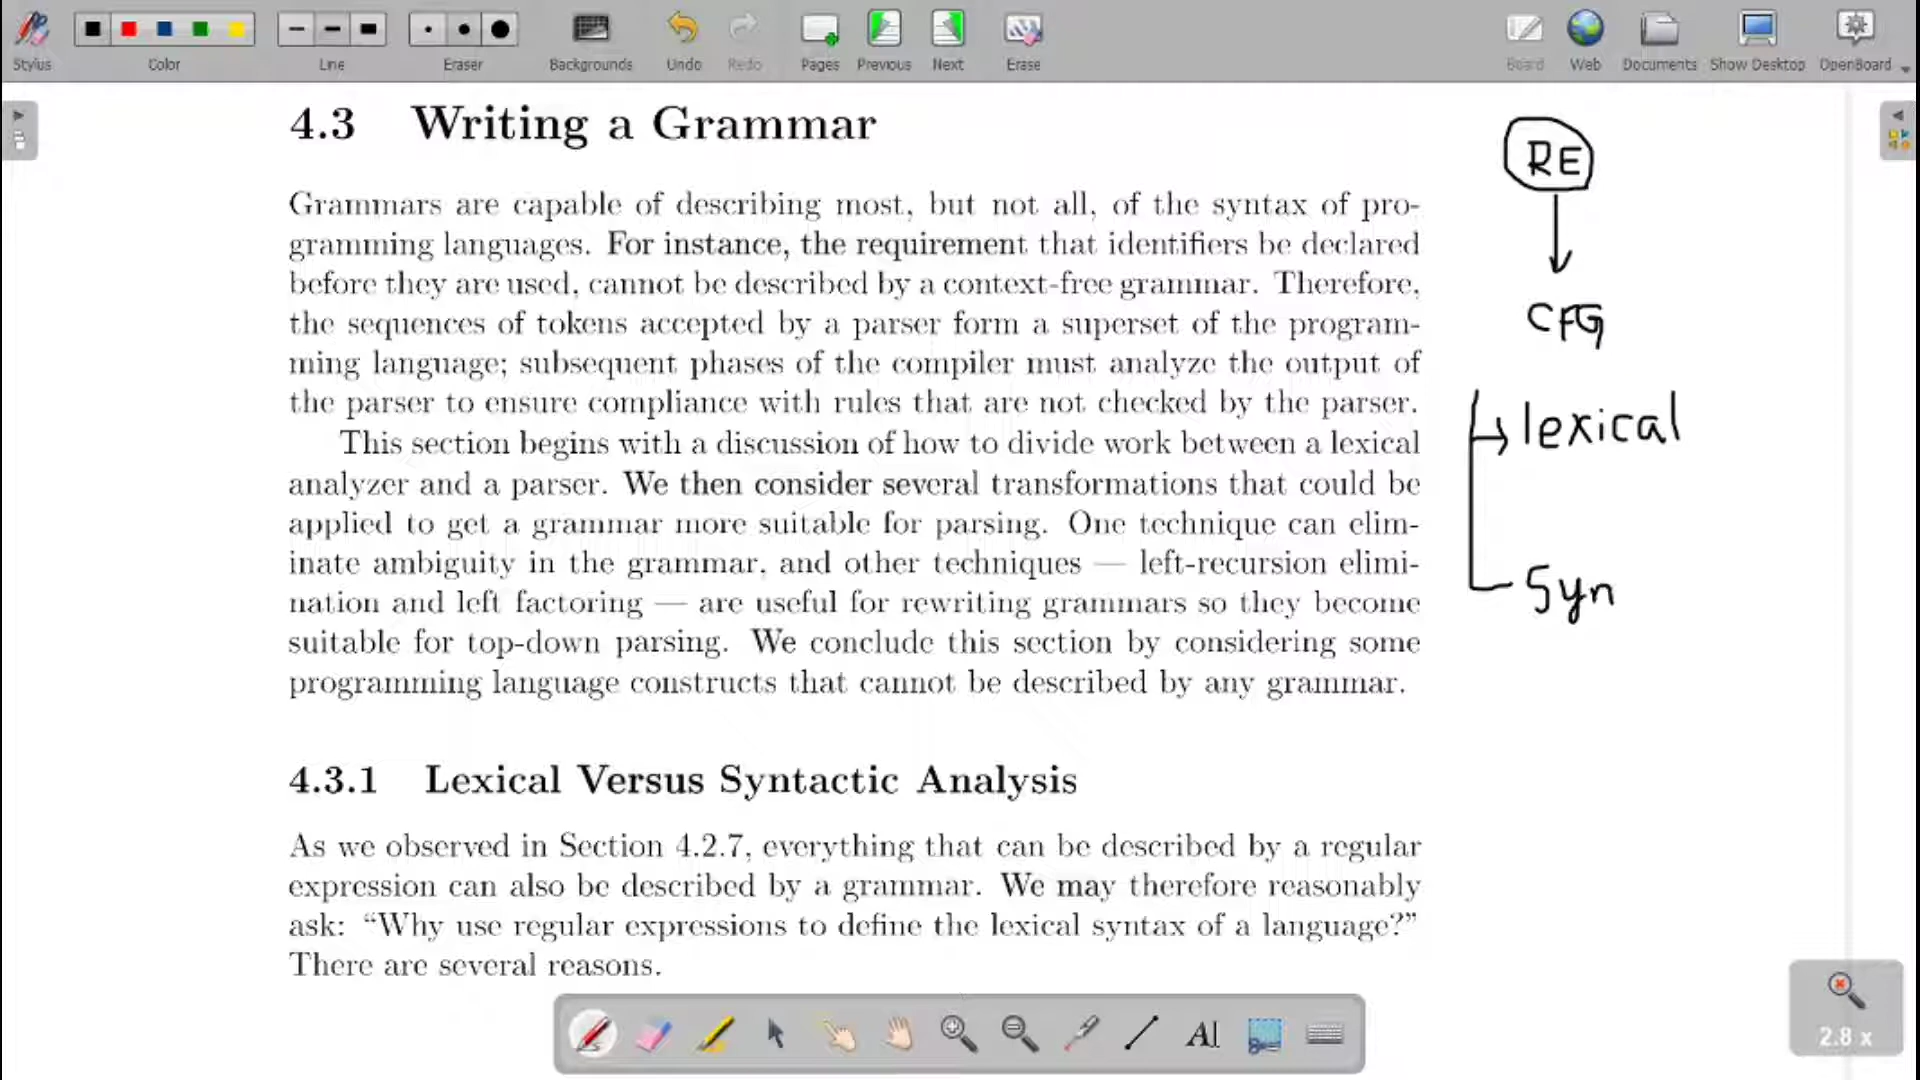 Stylus Color Line Eraser Backgrounds Undo Redo Pages Previous Next Erase Board Web Documents Show Desktop OpenBoard
4.3 Writing a Grammar
Grammars are capable of describing most, but not all, of the syntax of pro-
gramming languages. For instance, the requirement that identifiers be declared
before they are used, cannot be described by a context-free grammar. Therefore,
the sequences of tokens accepted by a parser form a superset of the program-
ming language; subsequent phases of the compiler must analyze the output of
the parser to ensure compliance with rules that are not checked by the parser.
This section begins with a discussion of how to divide work between a lexical
analyzer and a parser. We then consider several transformations that could be
applied to get a grammar more suitable for parsing. One technique can elim-
inate ambiguity in the grammar, and other techniques — left-recursion elimi-
nation and left factoring — are useful for rewriting grammars so they become
suitable for top-down parsing. We conclude this section by considering some
programming language constructs that cannot be described by any grammar.
4.3.1 Lexical Versus Syntactic Analysis
As we observed in Section 4.2.7, everything that can be described by a regular
expression can also be described by a grammar. We may therefore reasonably
ask: “Why use regular expressions to define the lexical syntax of a language?”
There are several reasons.
RE
CFG
lexical
Syn
AI
2.8 x